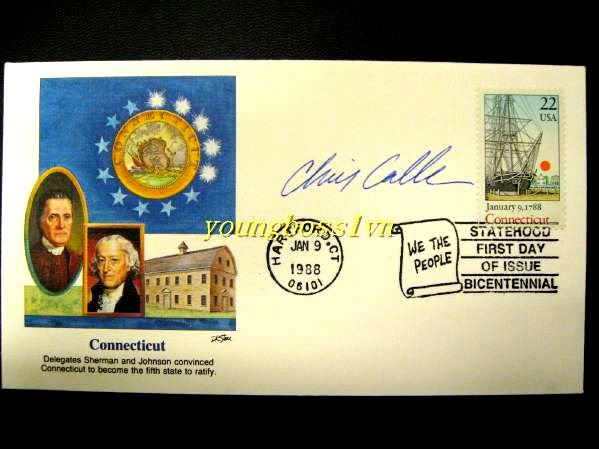 CONNECTICUT
Chris Calle
22
USA
January 9, 1788
Connecticut
youngboss1vn
HARTFORD, CT
JAN 9
1988
06101
WE THE
PEOPLE
STATEHOOD
FIRST DAY
OF ISSUE
BICENTENNIAL
Connecticut
Delegates Sherman and Johnson convinced
Connecticut to become the fifth state to ratify.